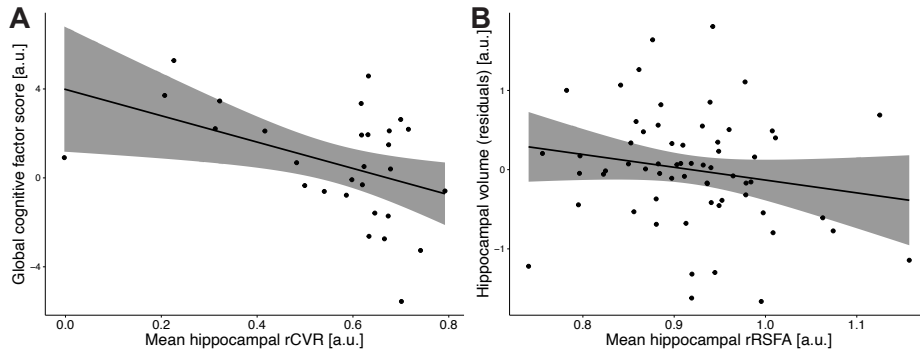 A
Global cognitive factor score [a.u.]
4
0
−4
0.0 0.2 0.4 0.6 0.8
Mean hippocampal rCVR [a.u.]
B
Hippocampal volume (residuals) [a.u.]
1
0
−1
0.8 0.9 1.0 1.1
Mean hippocampal rRSFA [a.u.]